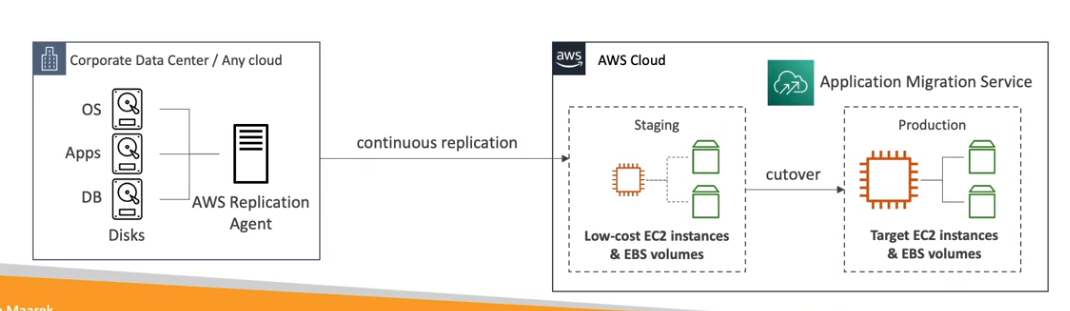 Corporate Data Center / Any cloud
OS
Apps
DB
Disks
AWS Replication
Agent
continuous replication
aws
AWS Cloud
Application Migration Service
Staging
Low-cost EC2 instances
& EBS volumes
cutover
Production
Target EC2 instances
& EBS volumes
Maarek